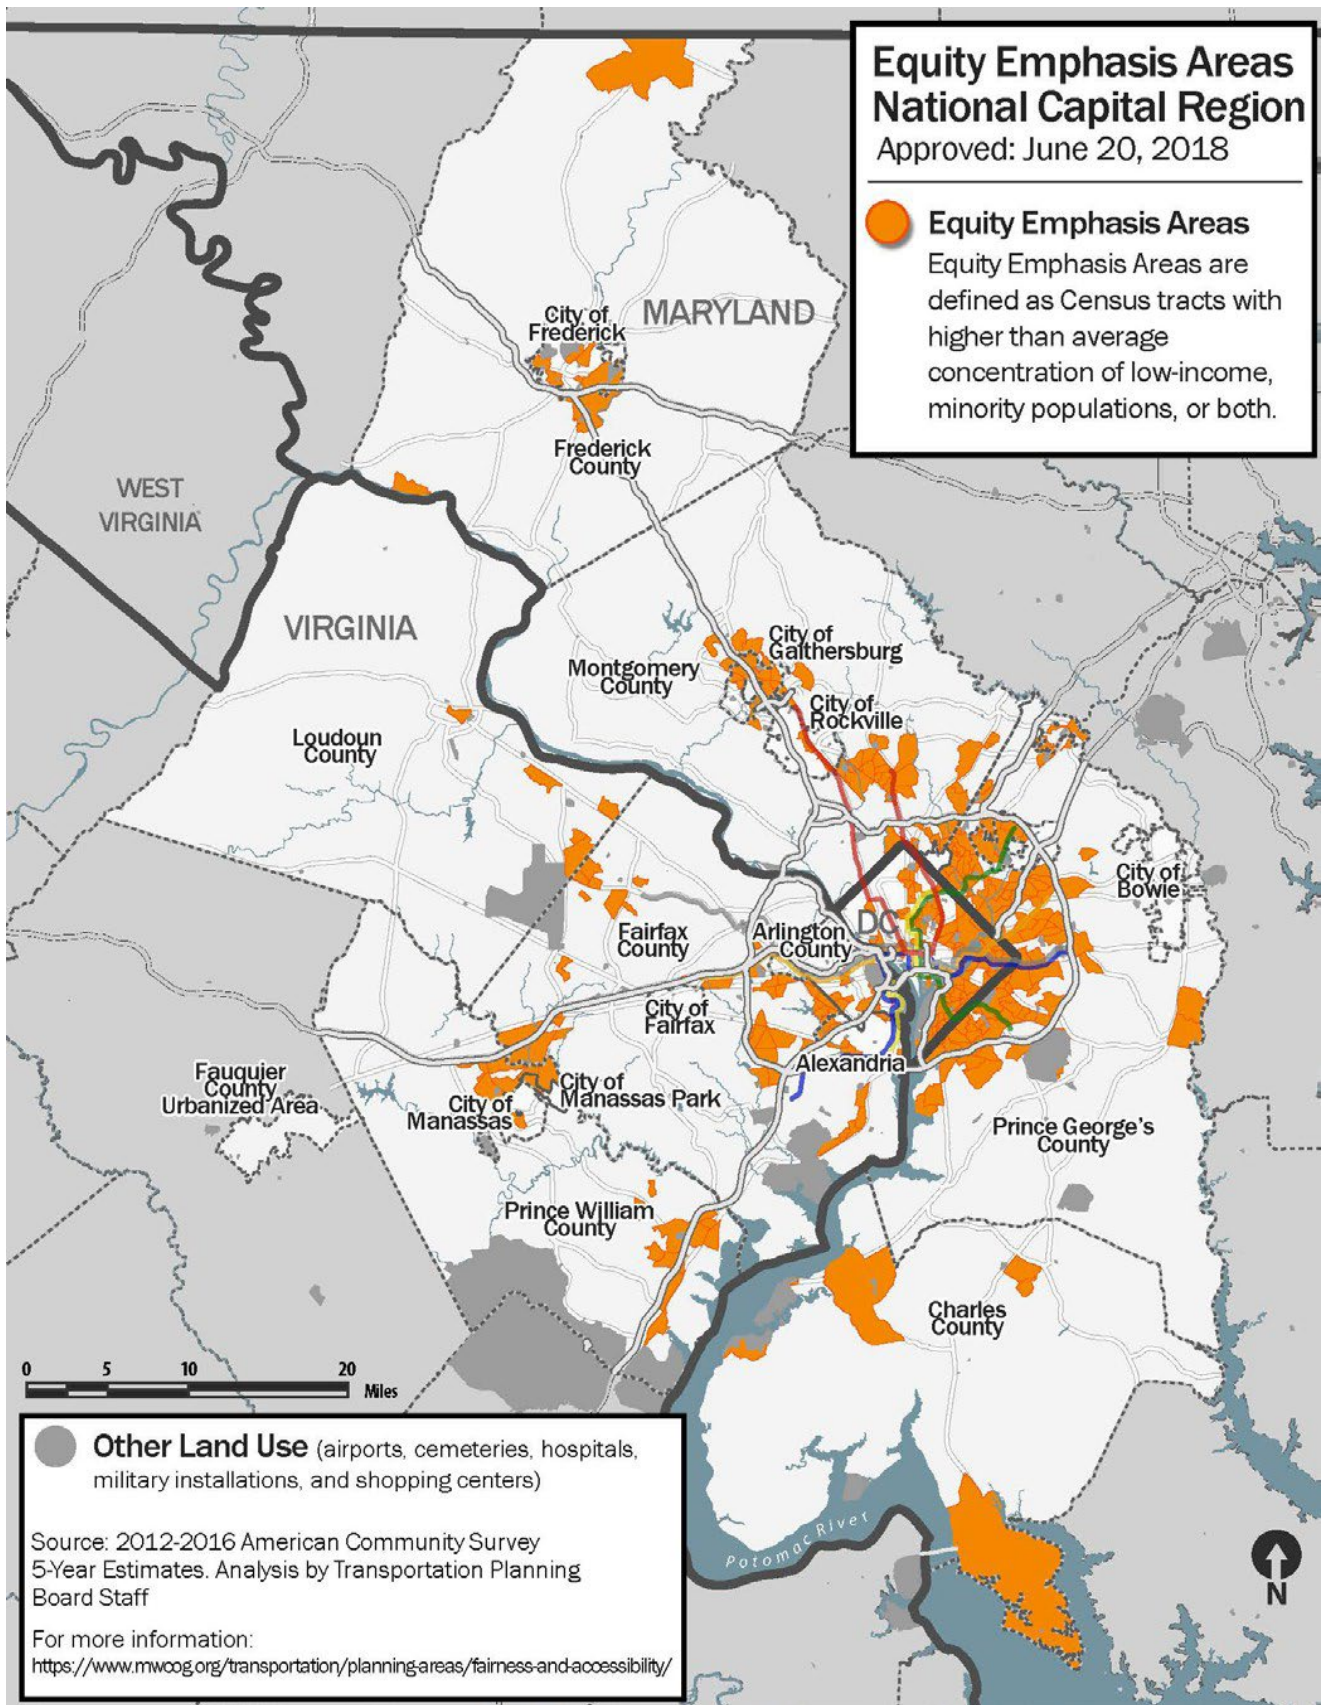 Equity Emphasis Areas
National Capital Region
Approved: June 20, 2018
Equity Emphasis Areas
Equity Emphasis Areas are
defined as Census tracts with
higher than average
concentration of low-income,
minority populations, or both.
MARYLAND
City of
Frederick
Frederick
County
WEST
VIRGINIA
VIRGINIA
City of
Gaithersburg
Montgomery
County
City of
Rockville
Loudoun
County
City of
Bowie
DC
Arlington
County
Fairfax
County
City of
Fairfax
Alexandria
Fauquier
County
Urbanized Area
City of
Manassas Park
City of
Manassas
Prince George's
County
Prince William
County
Charles
County
0 5 10 20
Miles
Other Land Use (airports, cemeteries, hospitals,
military installations, and shopping centers)
Source: 2012-2016 American Community Survey
5-Year Estimates. Analysis by Transportation Planning
Board Staff
For more information:
https://www.mwcog.org/transportation/planning-areas/fairness-and-accessibility/
Potomac River
N